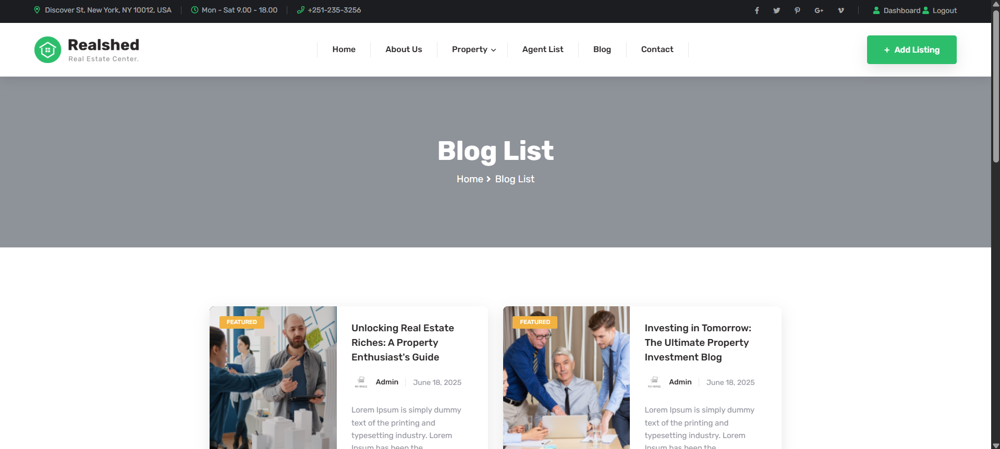 Discover St, New York, NY 10012, USA
Mon - Sat 9.00 - 18.00
+251-235-3256
Dashboard
Logout
Realshed
Real Estate Center.
Home
About Us
Property
Agent List
Blog
Contact
+ Add Listing
Blog List
Home > Blog List
FEATURED
Unlocking Real Estate
Riches: A Property
Enthusiast's Guide
NO IMAGE
Admin
June 18, 2025
Lorem Ipsum is simply dummy
text of the printing and
typesetting industry. Lorem
Ipsum has been the
FEATURED
Investing in Tomorrow:
The Ultimate Property
Investment Blog
NO IMAGE
Admin
June 18, 2025
Lorem Ipsum is simply dummy
text of the printing and
typesetting industry. Lorem
Ipsum has been the